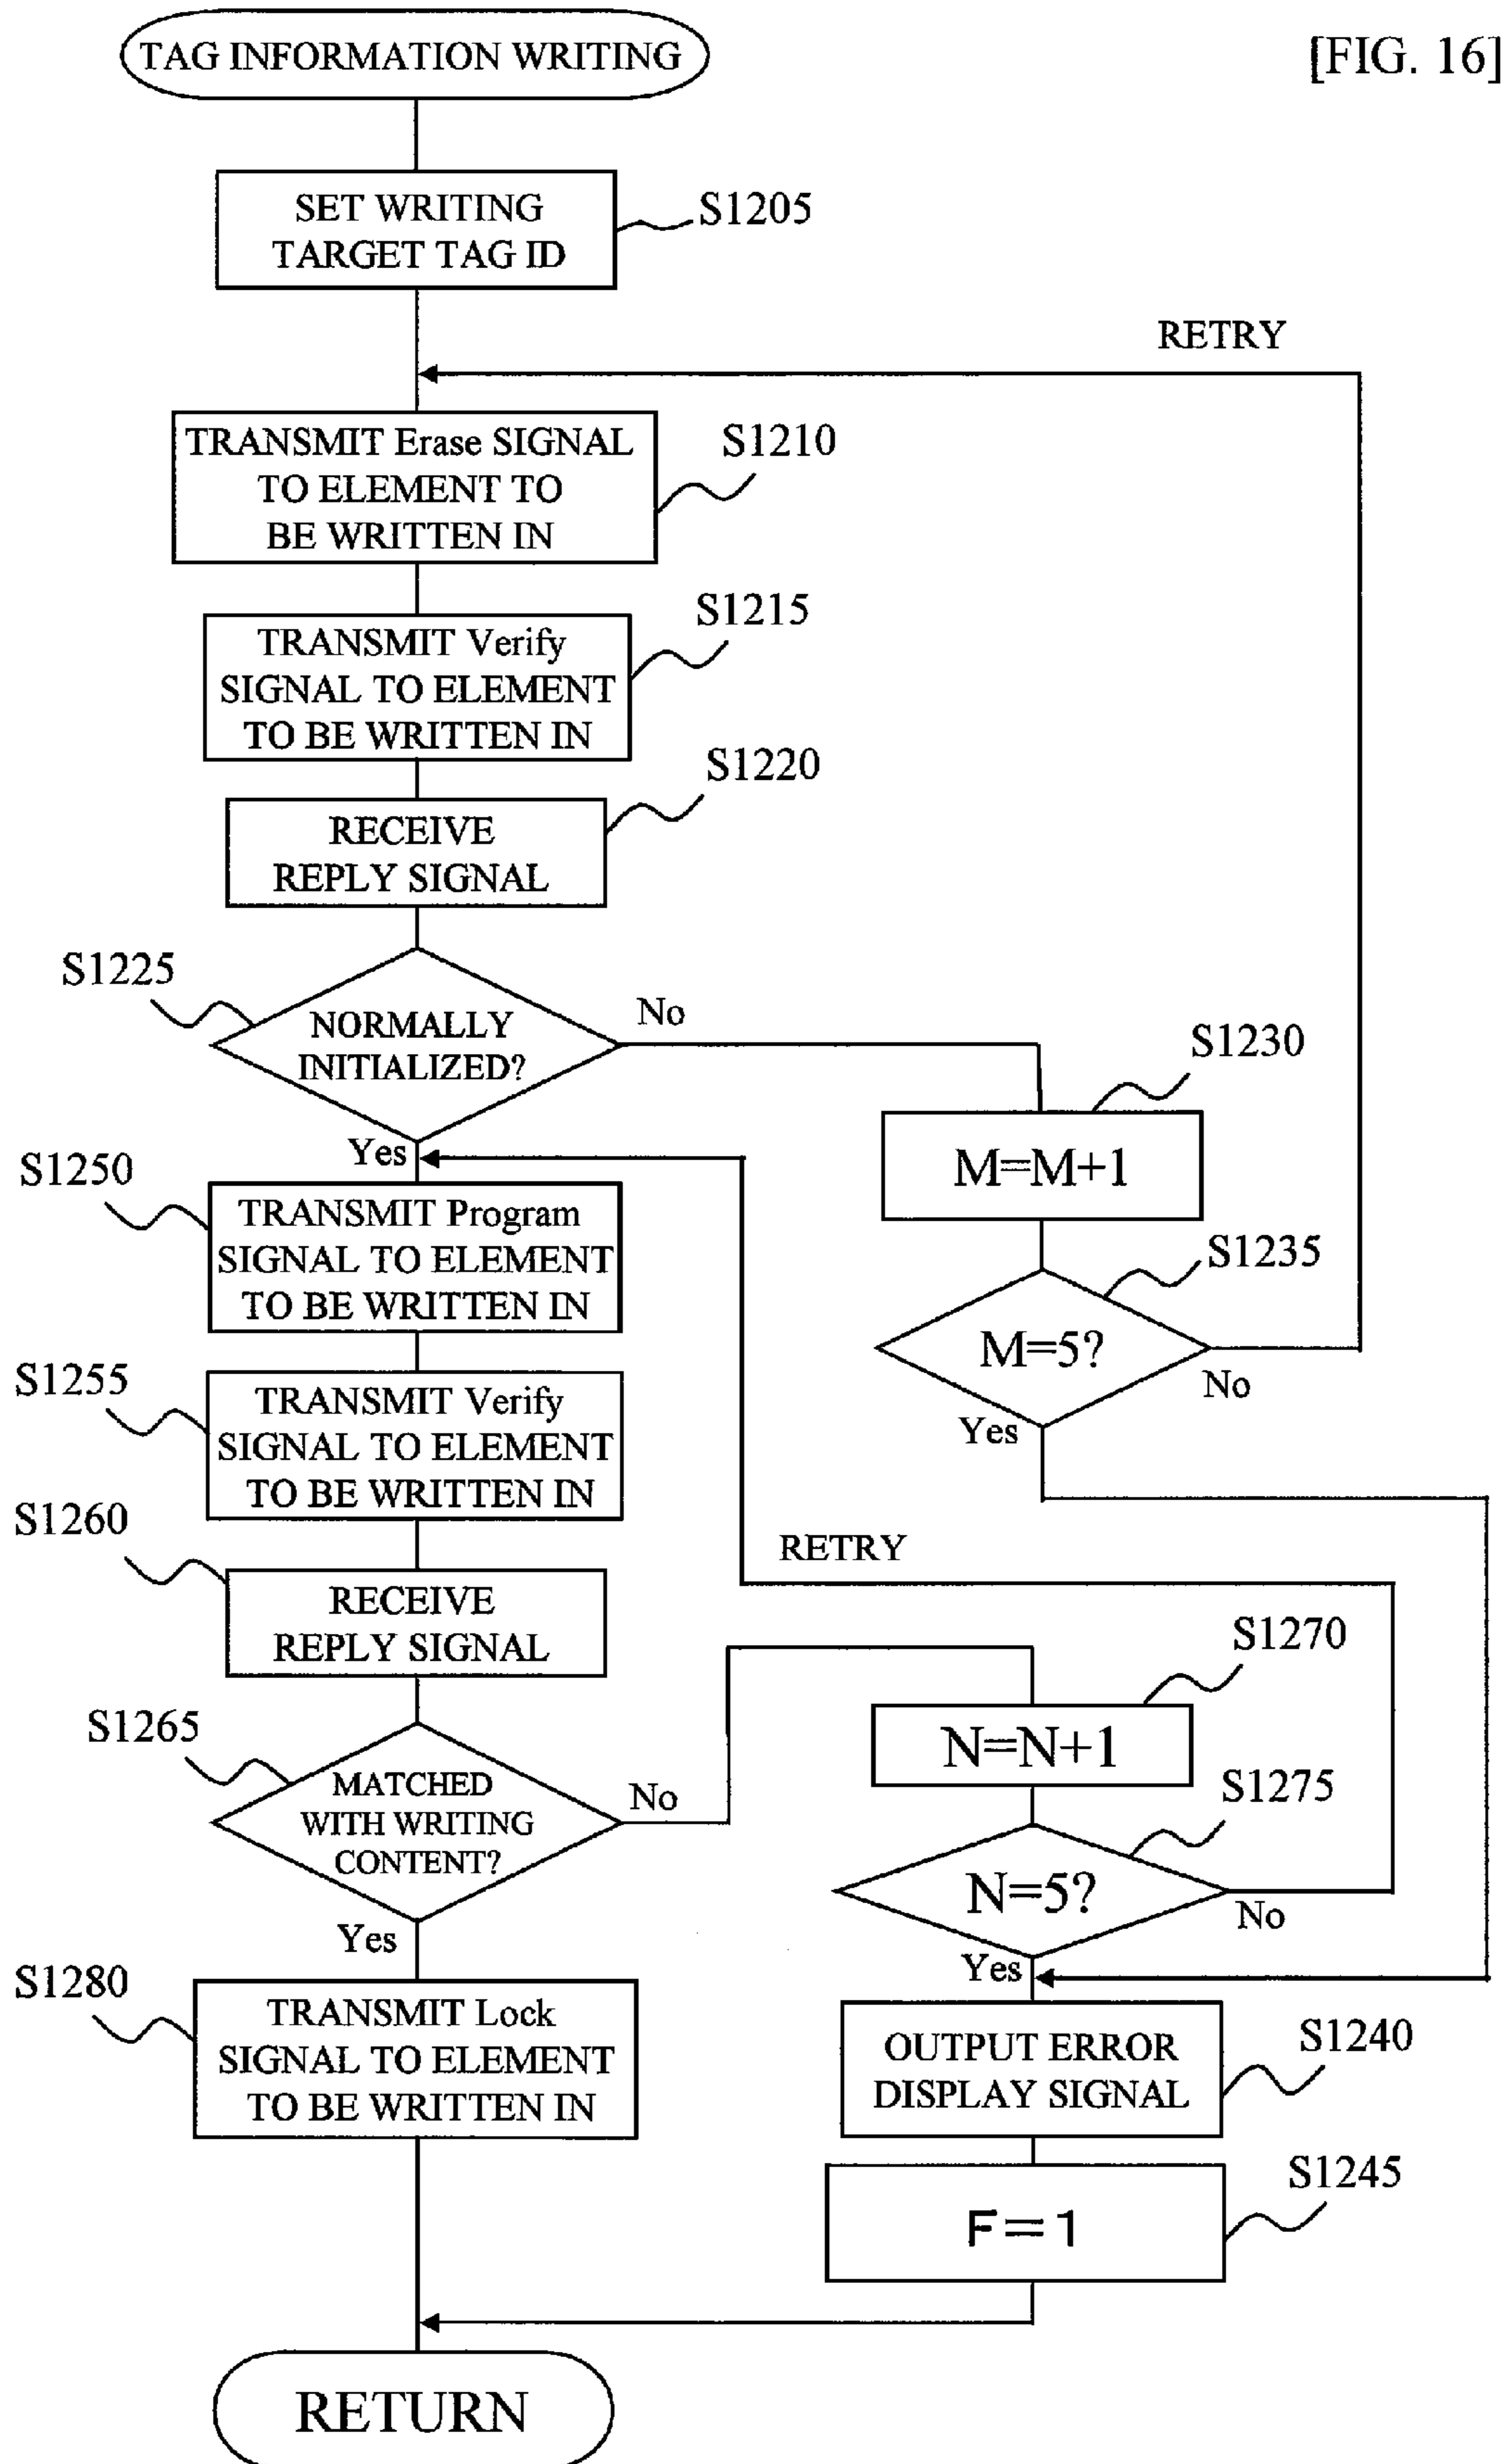 [FIG. 16]
TAG INFORMATION WRITING
SET WRITING
TARGET TAG ID
S1205
RETRY
TRANSMIT Erase SIGNAL
TO ELEMENT TO
BE WRITTEN IN
S1210
TRANSMIT Verify
SIGNAL TO ELEMENT
TO BE WRITTEN IN
S1215
RECEIVE
REPLY SIGNAL
S1220
S1225
NORMALLY
INITIALIZED?
No
Yes
S1230
M=M+1
S1235
M=5?
No
Yes
S1250
TRANSMIT Program
SIGNAL TO ELEMENT
TO BE WRITTEN IN
S1255
TRANSMIT Verify
SIGNAL TO ELEMENT
TO BE WRITTEN IN
S1260
RECEIVE
REPLY SIGNAL
RETRY
S1265
MATCHED
WITH WRITING
CONTENT?
No
Yes
S1270
N=N+1
S1275
N=5?
No
Yes
S1280
TRANSMIT Lock
SIGNAL TO ELEMENT
TO BE WRITTEN IN
OUTPUT ERROR
DISPLAY SIGNAL
S1240
F=1
S1245
RETURN